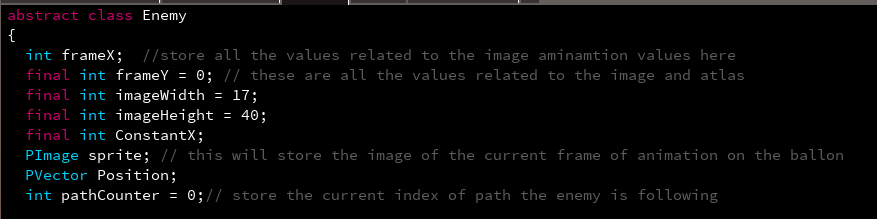 abstract class Enemy
{
int frameX; //store all the values related to the image aminamtion values here
final int frameY = 0; // these are all the values related to the image and atlas
final int imageWidth = 17;
final int imageHeight = 40;
final int ConstantX;
PImage sprite; // this will store the image of the current frame of animation on the ballon
PVector Position;
int pathCounter = 0;// store the current index of path the enemy is following